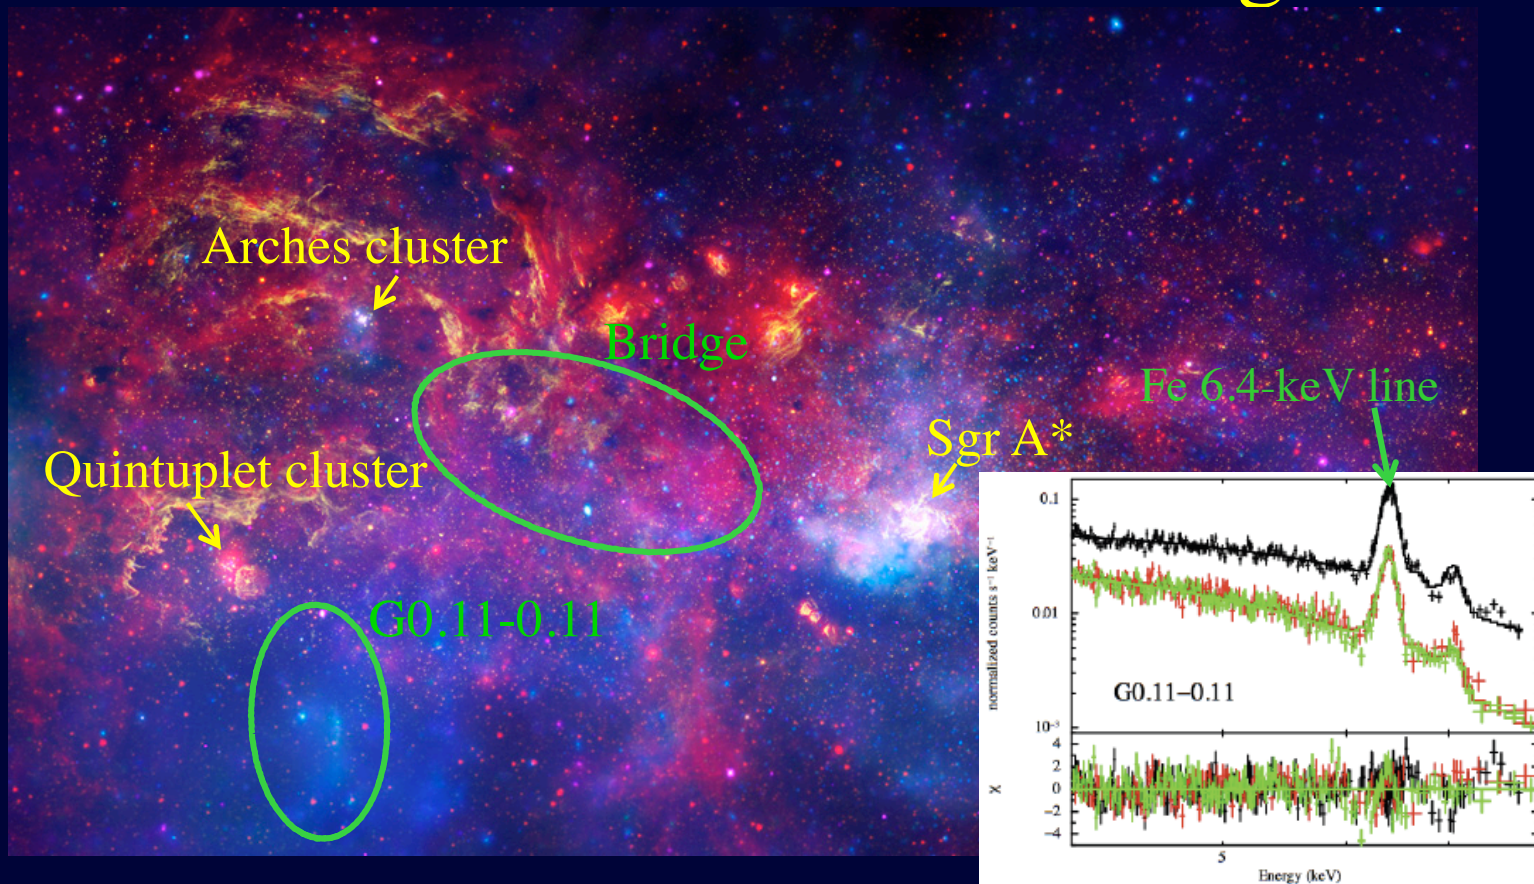 Arches cluster
Bridge
Fe 6.4-keV line
Sgr A*
Quintuplet cluster
G0.11-0.11
0.1
0.01
10⁻³
normalized counts s⁻¹ keV⁻¹
G0.11–0.11
4
2
0
−2
−4
χ
5
Energy (keV)